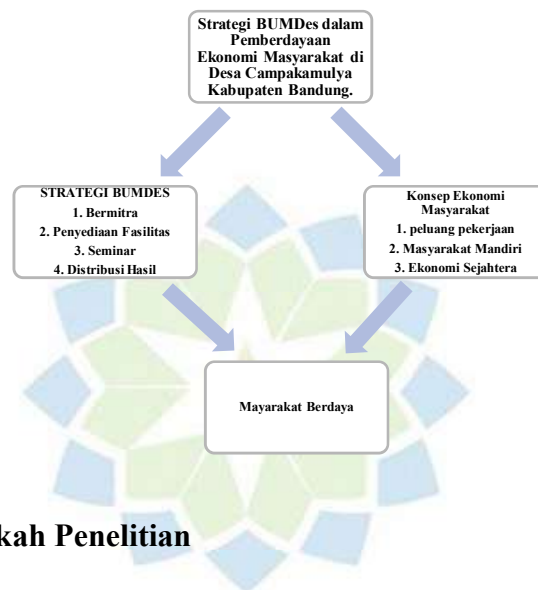 Strategi BUMDes dalam
Pemberdayaan
Ekonomi Masyarakat di
Desa Campakamulya
Kabupaten Bandung.
STRATEGI BUMDES
1. Bermitra
2. Penyediaan Fasilitas
3. Seminar
4. Distribusi Hasil
Konsep Ekonomi
Masyarakat
1. peluang pekerjaan
2. Masyarakat Mandiri
3. Ekonomi Sejahtera
Mayarakat Berdaya
kah Penelitian